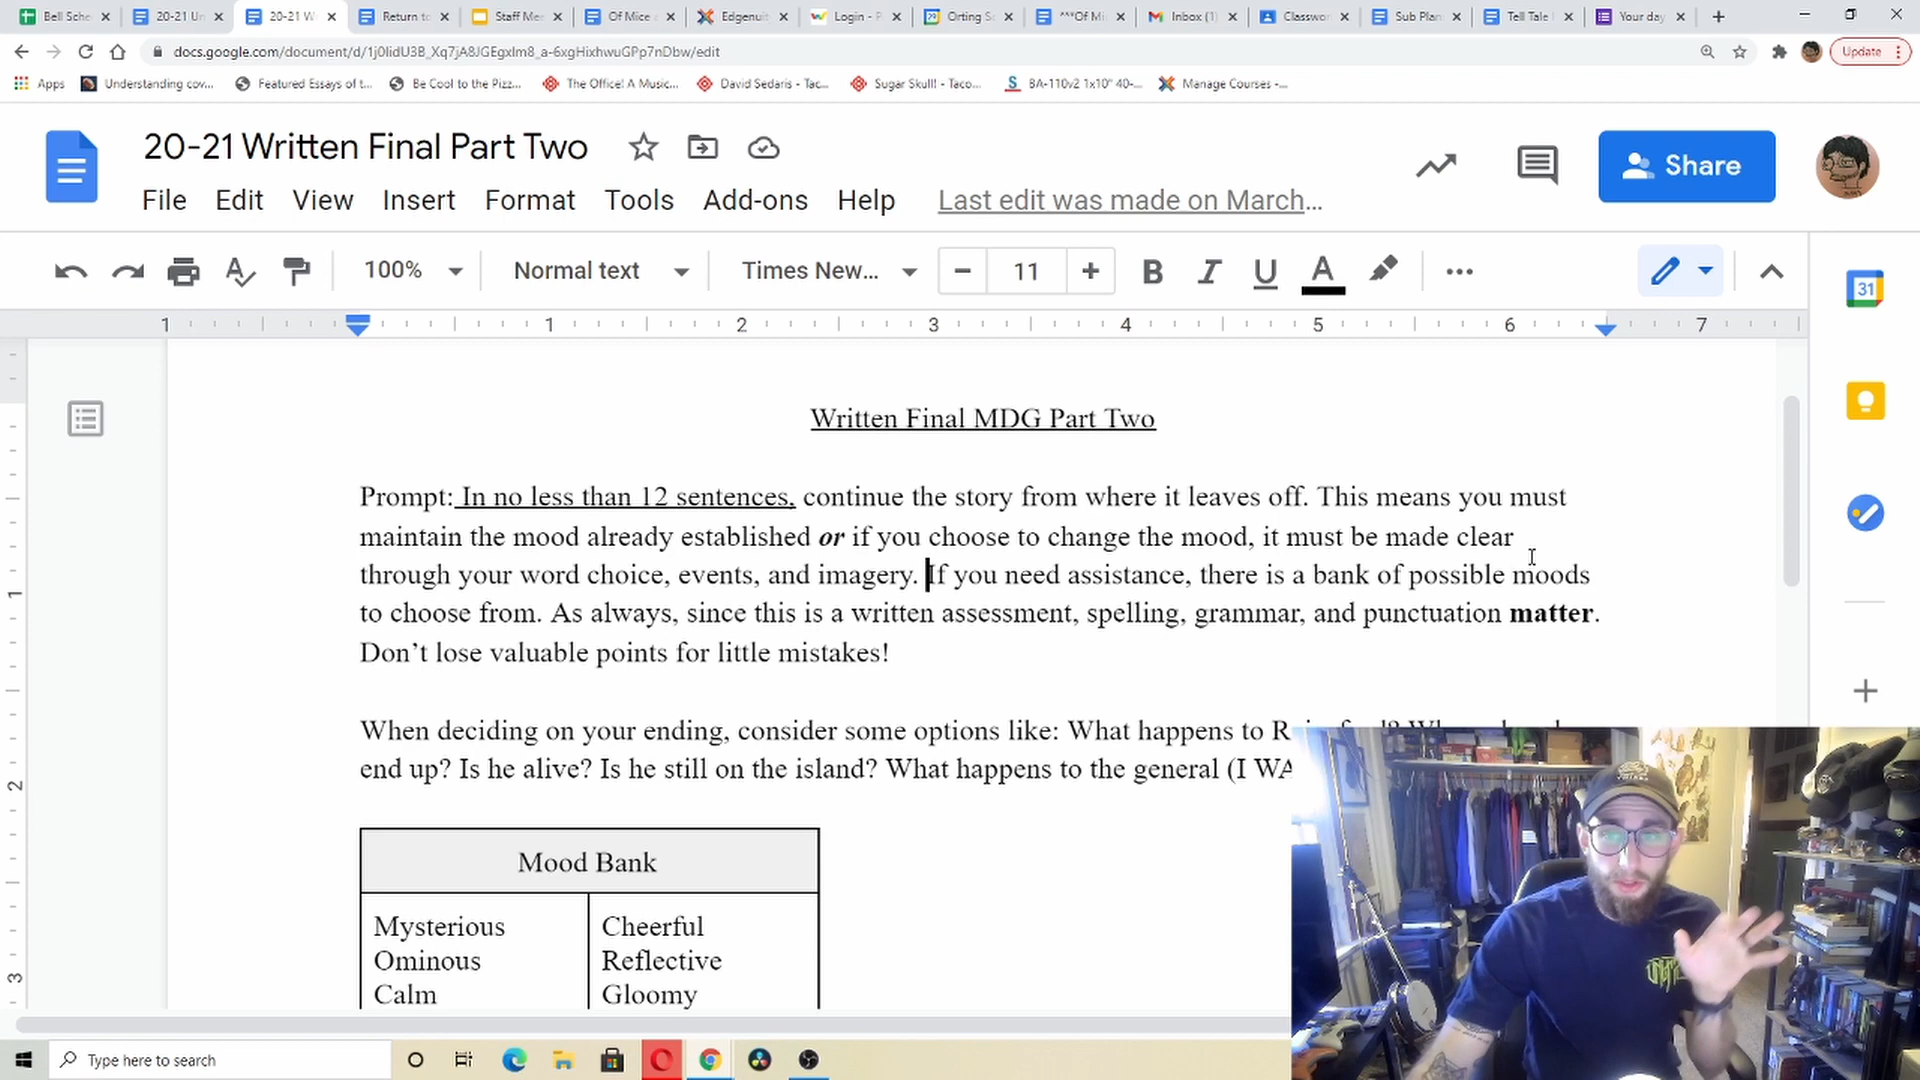 Bell Sche
20-21 Un
20-21 W
Return to
Staff Me
Of Mice
Edgenuit
Login - P
Orting S
***Of Mi
Inbox (1)
Classwor
Sub Plan
Tell Tale
Your day
docs.google.com/document/d/
/edit
Update
Apps
Understanding cov...
Featured Essays of t...
Be Cool to the Pizz...
The Office! A Music...
David Sedaris - Tac...
Sugar Skull! - Taco...
BA-110v2 1x10" 40-...
Manage Courses -...
20-21 Written Final Part Two
Share
File Edit View Insert Format Tools Add-ons Help Last edit was made on March...
100% Normal text Times New... 11 B I U A
31
1 1 2 3 4 5 6 7
Written Final MDG Part Two
Prompt: In no less than 12 sentences, continue the story from where it leaves off. This means you must
maintain the mood already established or if you choose to change the mood, it must be made clear
through your word choice, events, and imagery. If you need assistance, there is a bank of possible moods
to choose from. As always, since this is a written assessment, spelling, grammar, and punctuation matter.
Don't lose valuable points for little mistakes!
When deciding on your ending, consider some options like: What happens to
end up? Is he alive? Is he still on the island? What happens to the general (I WA
Mood Bank
Mysterious
Ominous
Calm
Cheerful
Reflective
Gloomy
1
2
3
Type here to search